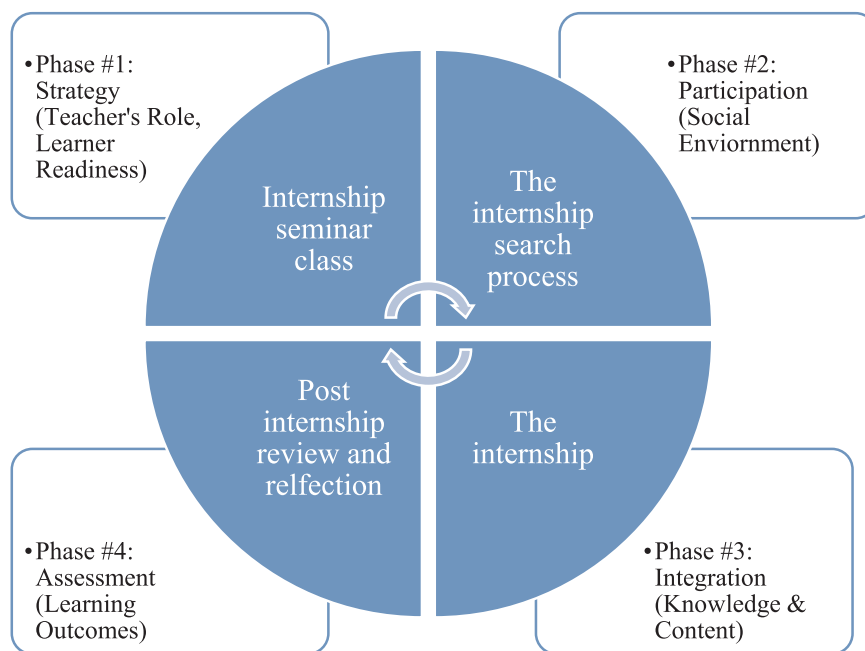 •Phase #1:
Strategy
(Teacher's Role,
Learner
Readiness)
Internship
seminar
class
•Phase #2:
Participation
(Social
Enviornment)
The
internship
search
process
Post
internship
review and
relfection
The
internship
•Phase #4:
Assessment
(Learning
Outcomes)
•Phase #3:
Integration
(Knowledge &
Content)